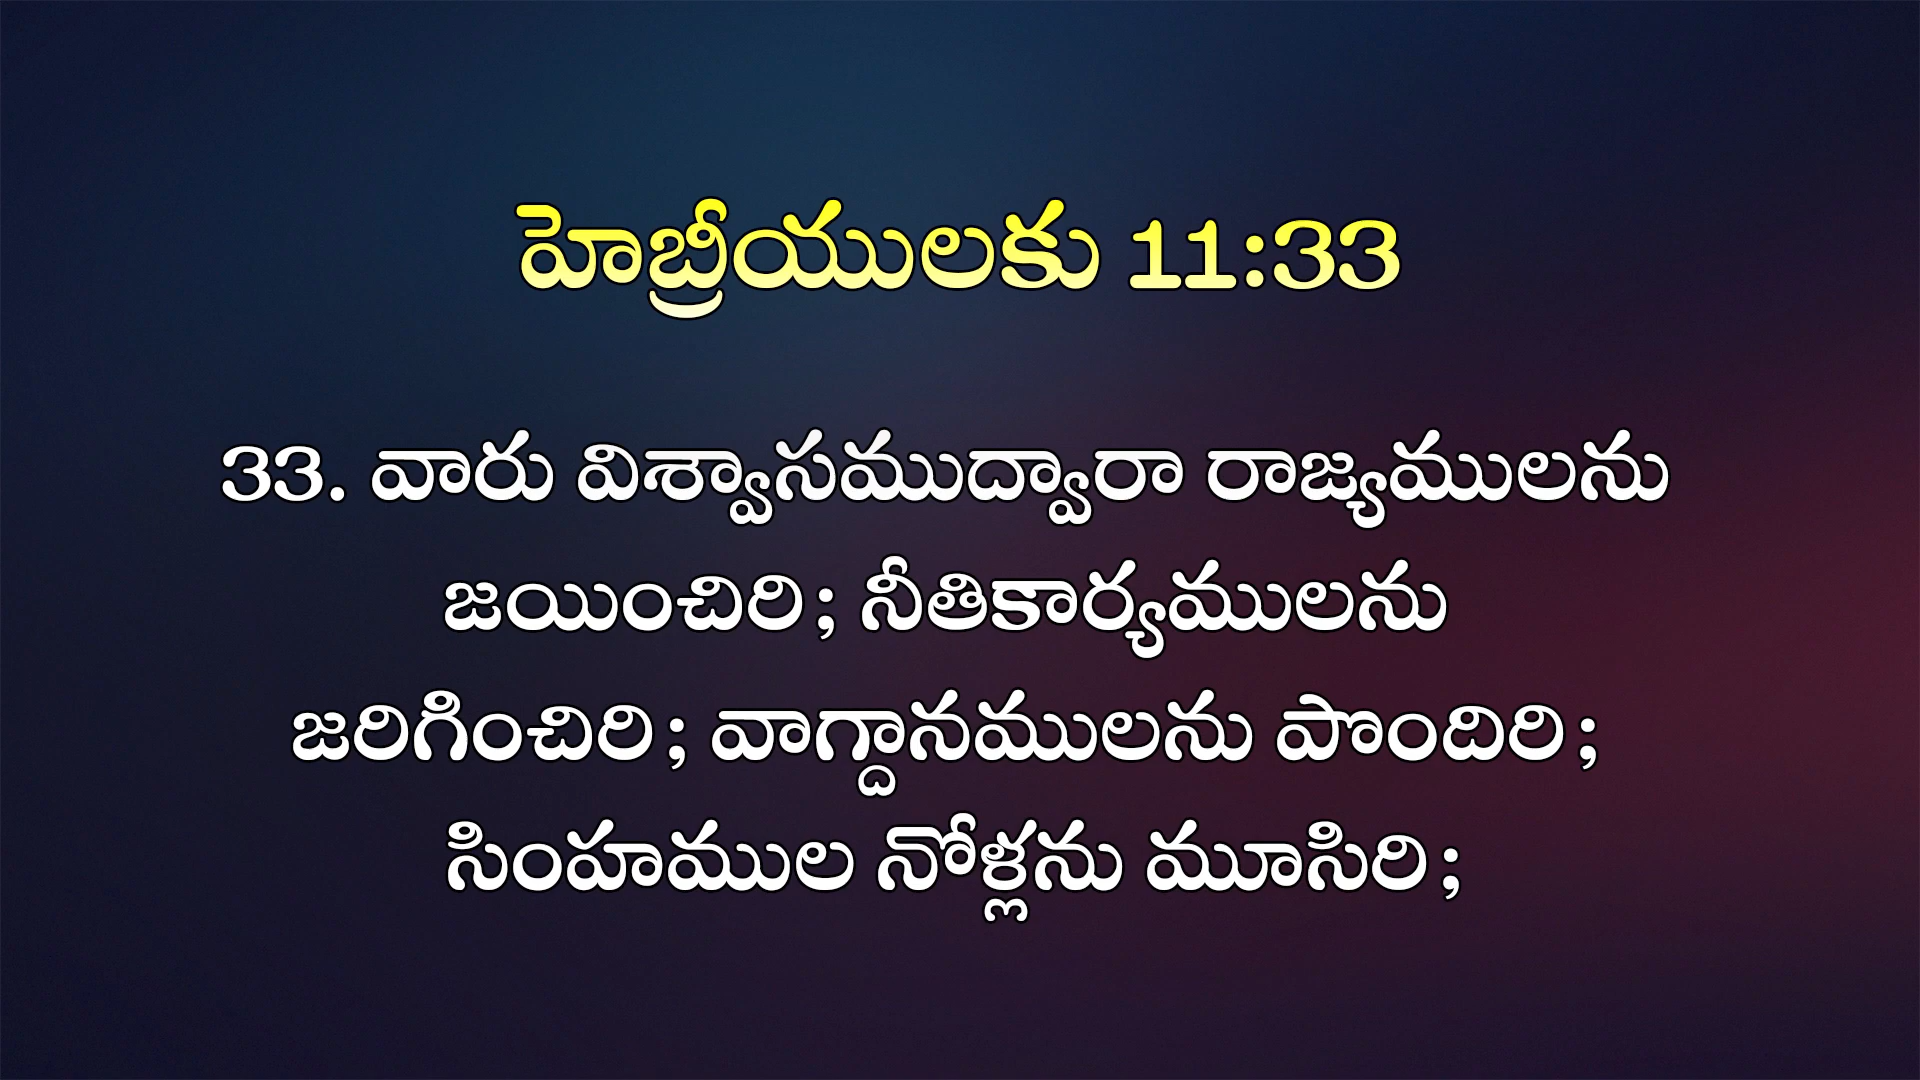 హెబ్రీయులకు 11:33
33. వారు విశ్వాసముద్వారా రాజ్యములను
జయించిరి; నీతికార్యములను
జరిగించిరి; వాగ్దానములను పొందిరి;
సింహముల నోళ్లను మూసిరి;